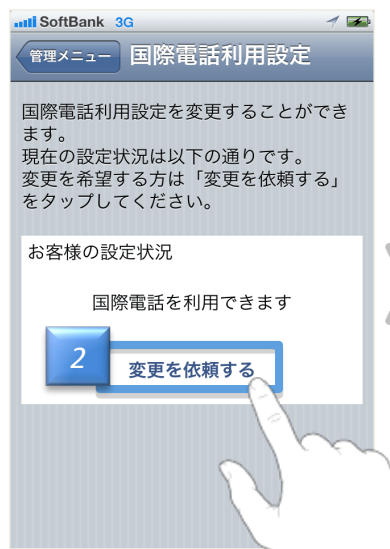 SoftBank 3G
管理メニュー 国際電話利用設定
国際電話利用設定を変更することができ
ます。
現在の設定状況は以下の通りです。
変更を希望する方は「変更を依頼する」
をタップしてください。
お客様の設定状況
国際電話を利用できます
2
変更を依頼する